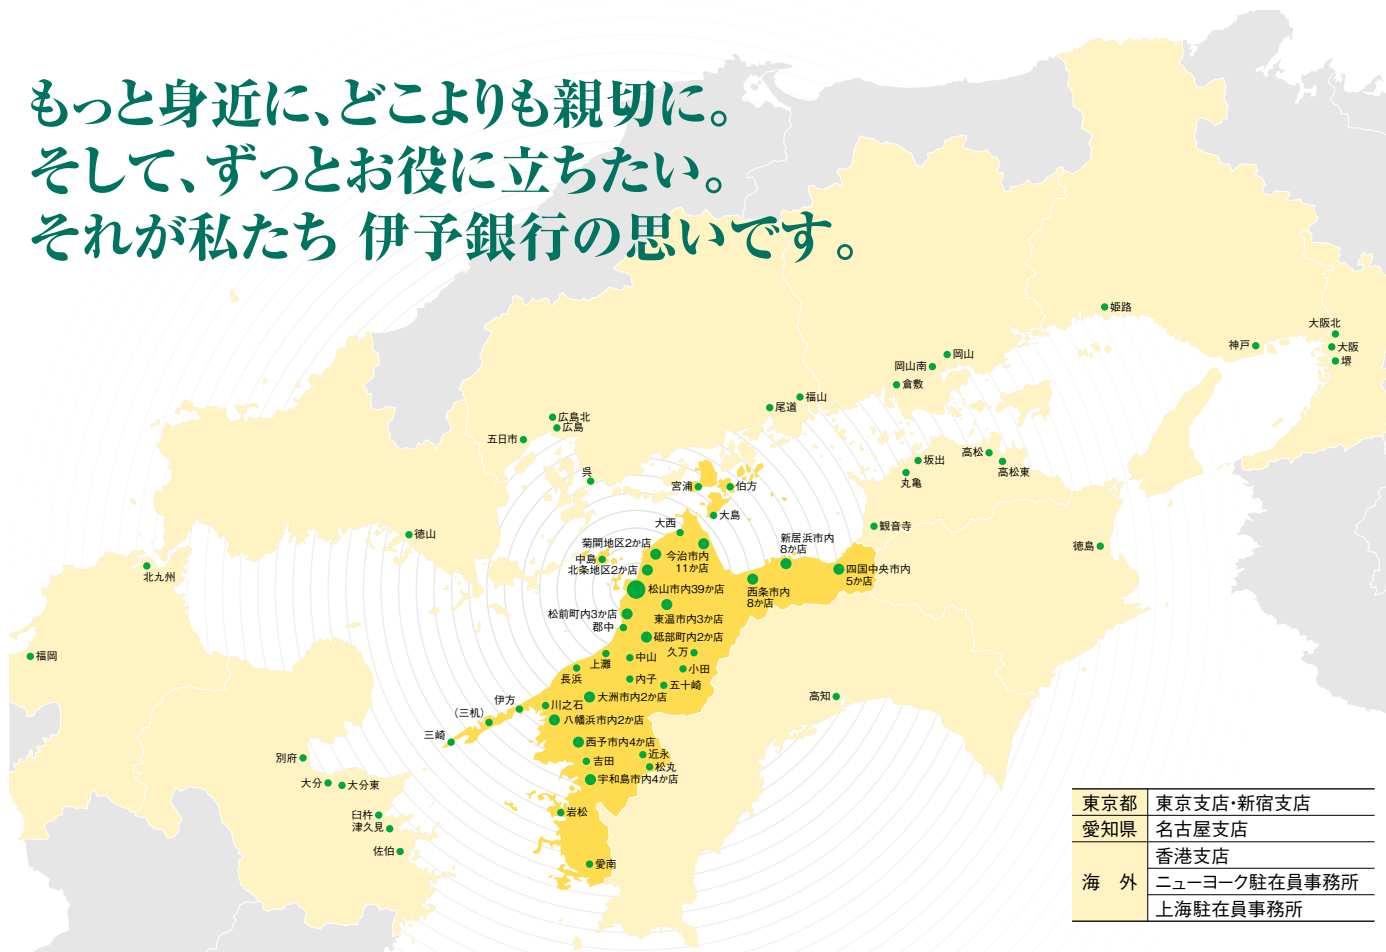 もっと身近に、どこよりも親切に。
そして、ずっとお役に立ちたい。
それが私たち 伊予銀行の思いです。
姫路
大阪北
神戸
大阪
堺
岡山
岡山南
倉敷
福山
尾道
広島北
広島
五日市
呉
高松
高松東
坂出
丸亀
宮浦
伯方
大島
観音寺
徳島
大西
新居浜市内
8か店
菊間地区2か店
今治市内
11か店
中島
北条地区2か店
四国中央市内
5か店
徳山
北九州
松山市内39か店
西条市内
8か店
松前町内3か店
東温市内3か店
郡中
砥部町内2か店
福岡
上灘
中山
久万
長浜
小田
内子
五十崎
伊方
川之石
大洲市内2か店
高知
(三机)
八幡浜市内2か店
三崎
西予市内4か店
別府
吉田
近永
松丸
大分
大分東
宇和島市内4か店
臼杵
津久見
岩松
佐伯
愛南
東京都 東京支店・新宿支店
愛知県 名古屋支店
海 外 香港支店
ニューヨーク駐在員事務所
上海駐在員事務所